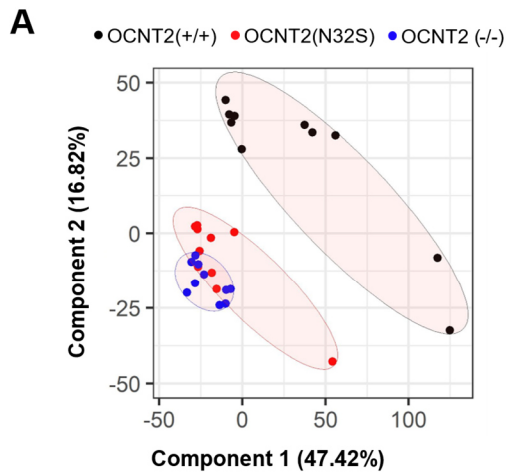 A
OCNT2(+/+) OCNT2(N32S) OCNT2 (-/-)
50
25
0
-25
-50
Component 2 (16.82%)
-50 0 50 100
Component 1 (47.42%)